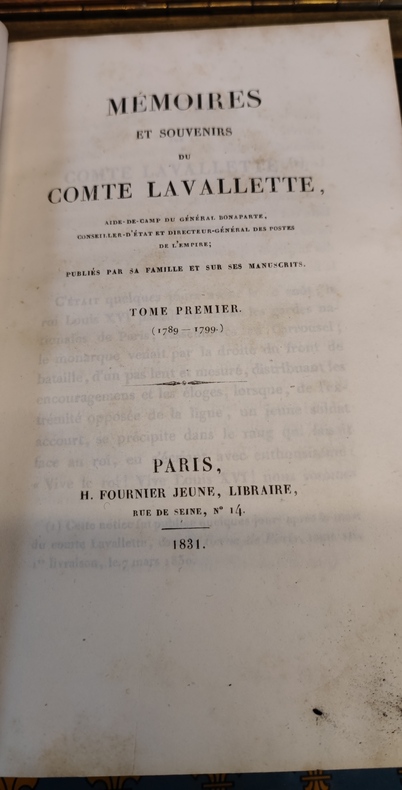 MÉMOIRES
ET SOUVENIRS
DU
COMTE LAVALLETTE,
AIDE-DE-CAMP DU GÉNÉRAL BONAPARTE,
CONSEILLER-D'ÉTAT ET DIRECTEUR-GÉNÉRAL DES POSTES
DE L'EMPIRE;
PUBLIÉS PAR SA FAMILLE ET SUR SES MANUSCRITS.
TOME PREMIER.
(1789 — 1799.)
PARIS,
H. FOURNIER JEUNE, LIBRAIRE,
RUE DE SEINE, N° 14.
1831.